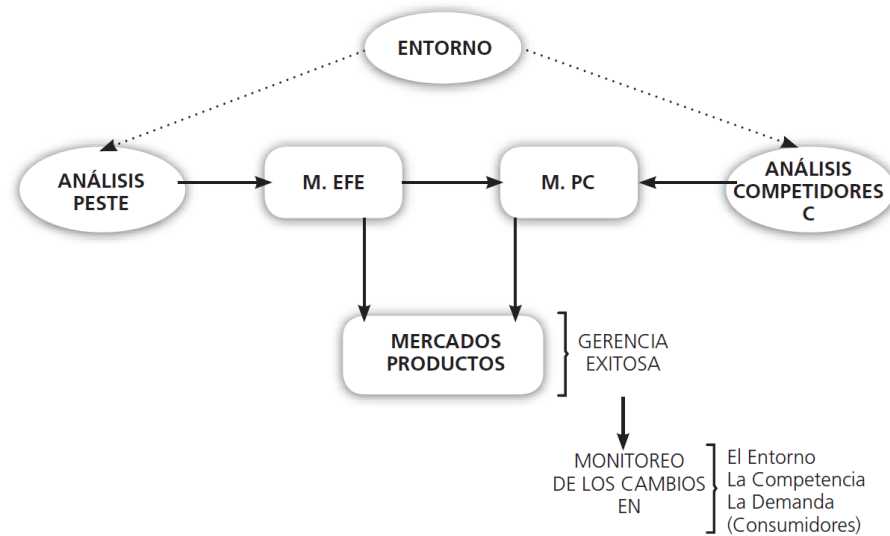 ENTORNO
ANÁLISIS
PESTE
M. EFE
M. PC
ANÁLISIS
COMPETIDORES
C
MERCADOS
PRODUCTOS
GERENCIA
EXITOSA
MONITOREO
DE LOS CAMBIOS
EN
El Entorno
La Competencia
La Demanda
(Consumidores)